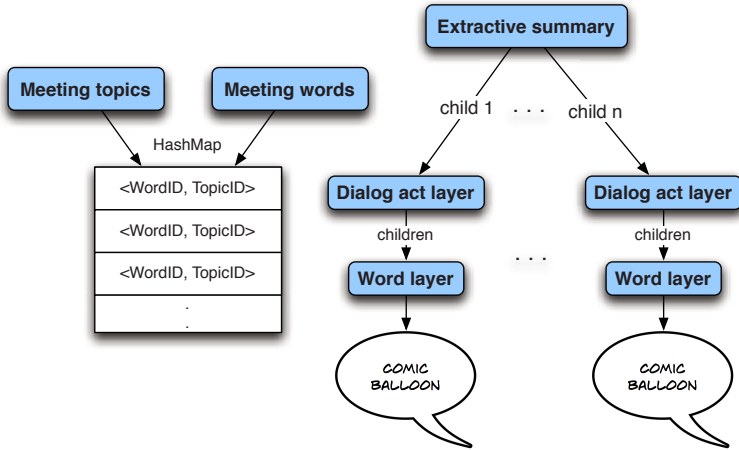 Extractive summary
Meeting topics
Meeting words
child 1
. . .
child n
HashMap
<WordID, TopicID>
<WordID, TopicID>
<WordID, TopicID>
.
.
Dialog act layer
Dialog act layer
children
children
. . .
Word layer
Word layer
COMIC
BALLOON
COMIC
BALLOON